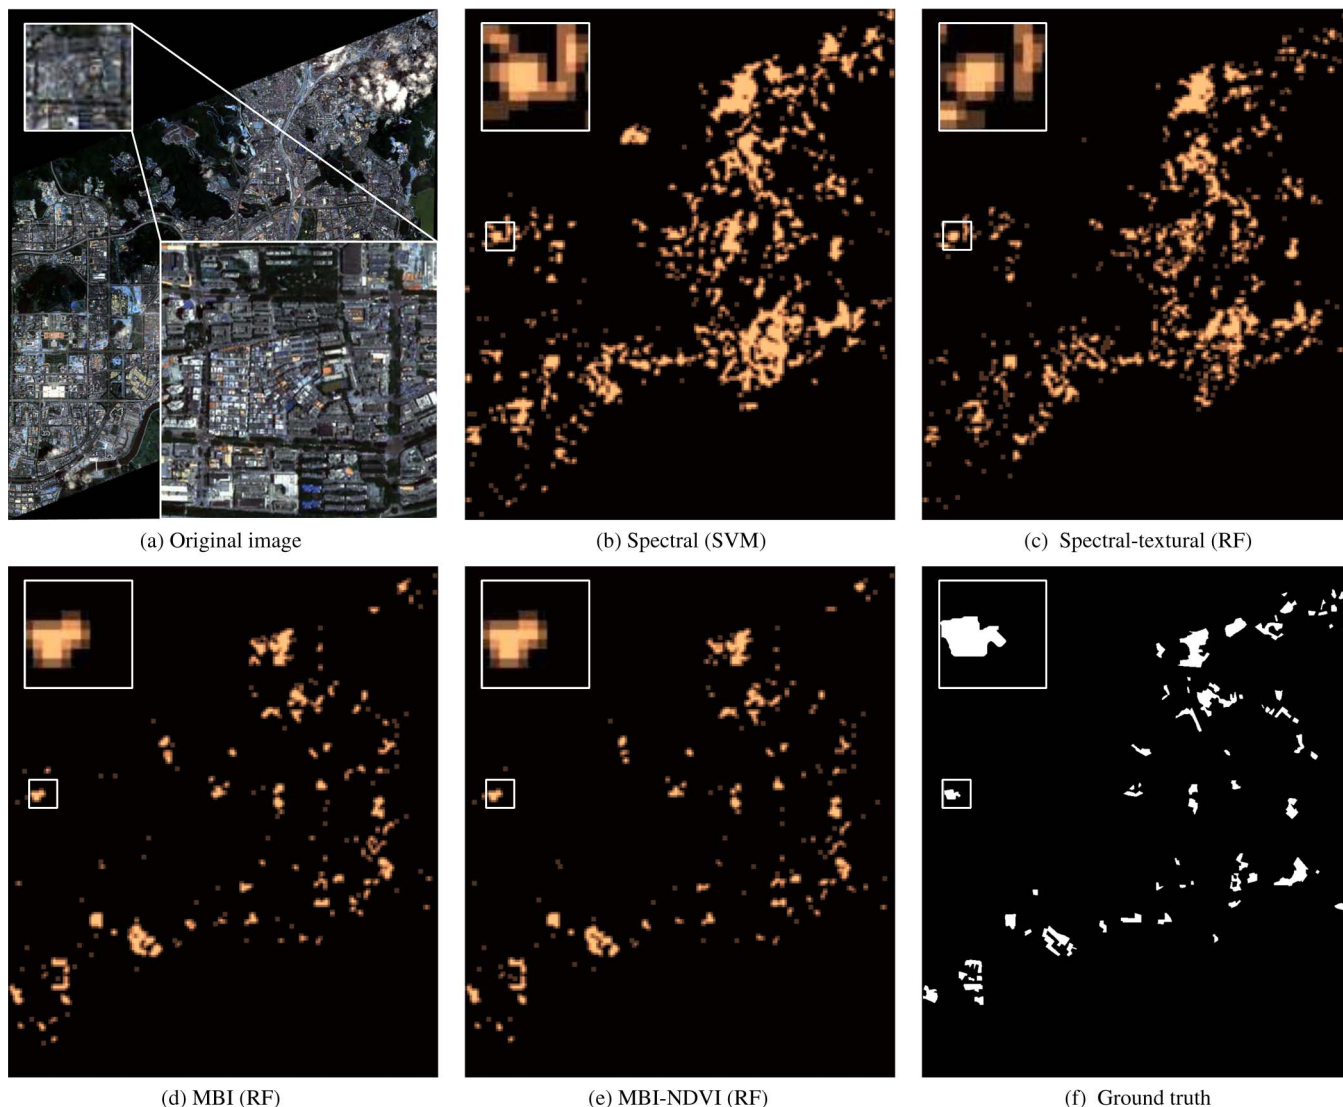 (a) Original image
(b) Spectral (SVM)
(c) Spectral-textural (RF)
(d) MBI (RF)
(e) MBI-NDVI (RF)
(f) Ground truth